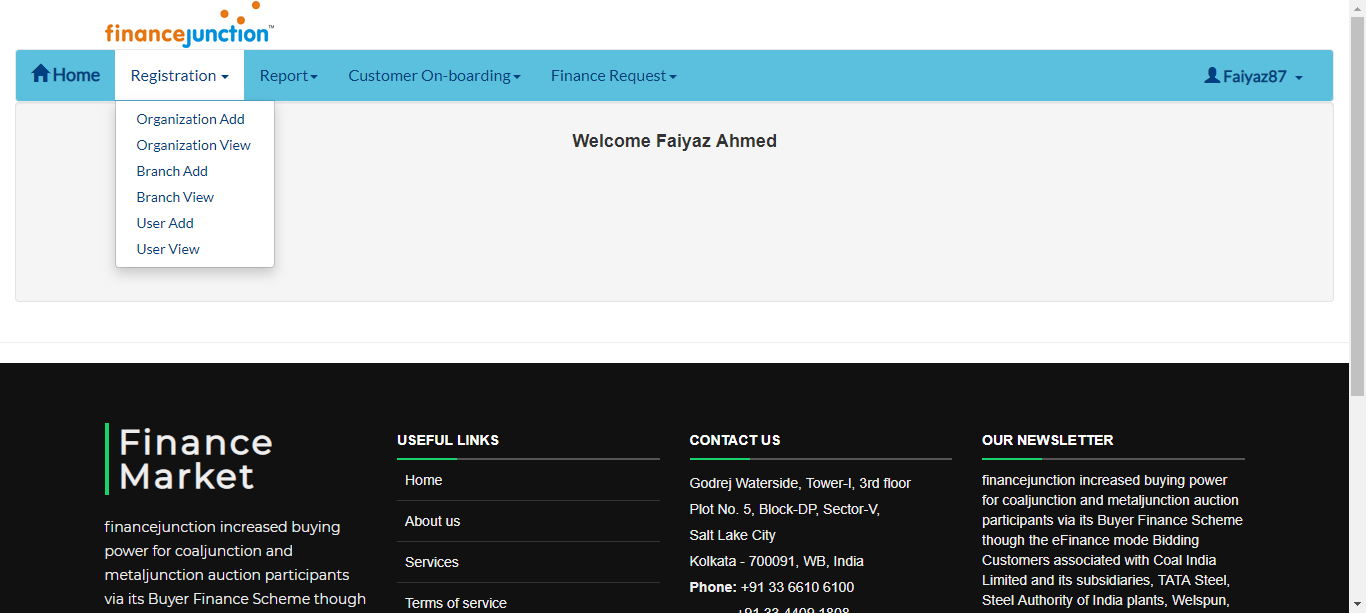 financejunction™
Home Registration Report Customer On-boarding Finance Request Faiyaz87
Organization Add
Organization View
Branch Add
Branch View
User Add
User View
Welcome Faiyaz Ahmed
Finance
Market
financejunction increased buying
power for coaljunction and
metaljunction auction participants
via its Buyer Finance Scheme though
USEFUL LINKS
Home
About us
Services
Terms of service
CONTACT US
Godrej Waterside, Tower-I, 3rd floor
Plot No. 5, Block-DP, Sector-V,
Salt Lake City
Kolkata - 700091, WB, India
Phone: +91 33 6610 6100
+91 33 4409 1808
OUR NEWSLETTER
financejunction increased buying power
for coaljunction and metaljunction auction
participants via its Buyer Finance Scheme
though the eFinance mode Bidding
Customers associated with Coal India
Limited and its subsidiaries, TATA Steel,
Steel Authority of India plants, Welspun,